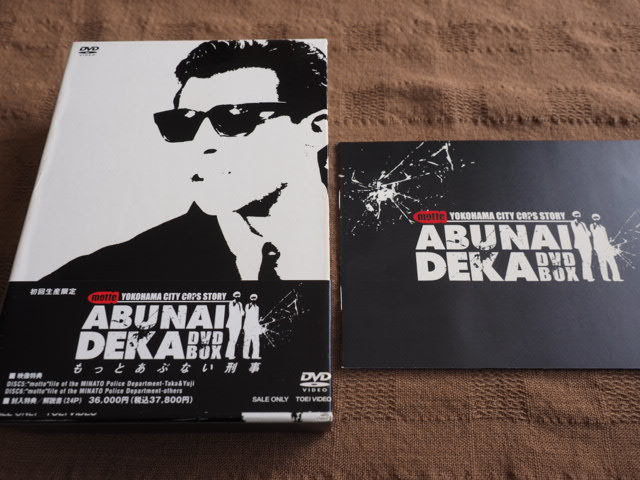 DVD
VIDEO
初回生産限定
motto YOKOHAMA CITY COPS STORY
ABUNAI
DEKA DVD
BOX
もっとあぶない刑事
■ 映像特典
DISC5:"motto"file of the MINATO Police Department-Taka&Yuji
DISC6:"motto"file of the MINATO Police Department-others
■ 封入特典／解説書(24P) 36,000円(税込37,800円)
DVD
VIDEO
SALE ONLY TOEI VIDEO
motto YOKOHAMA CITY COPS STORY
ABUNAI
DEKA DVD
BOX